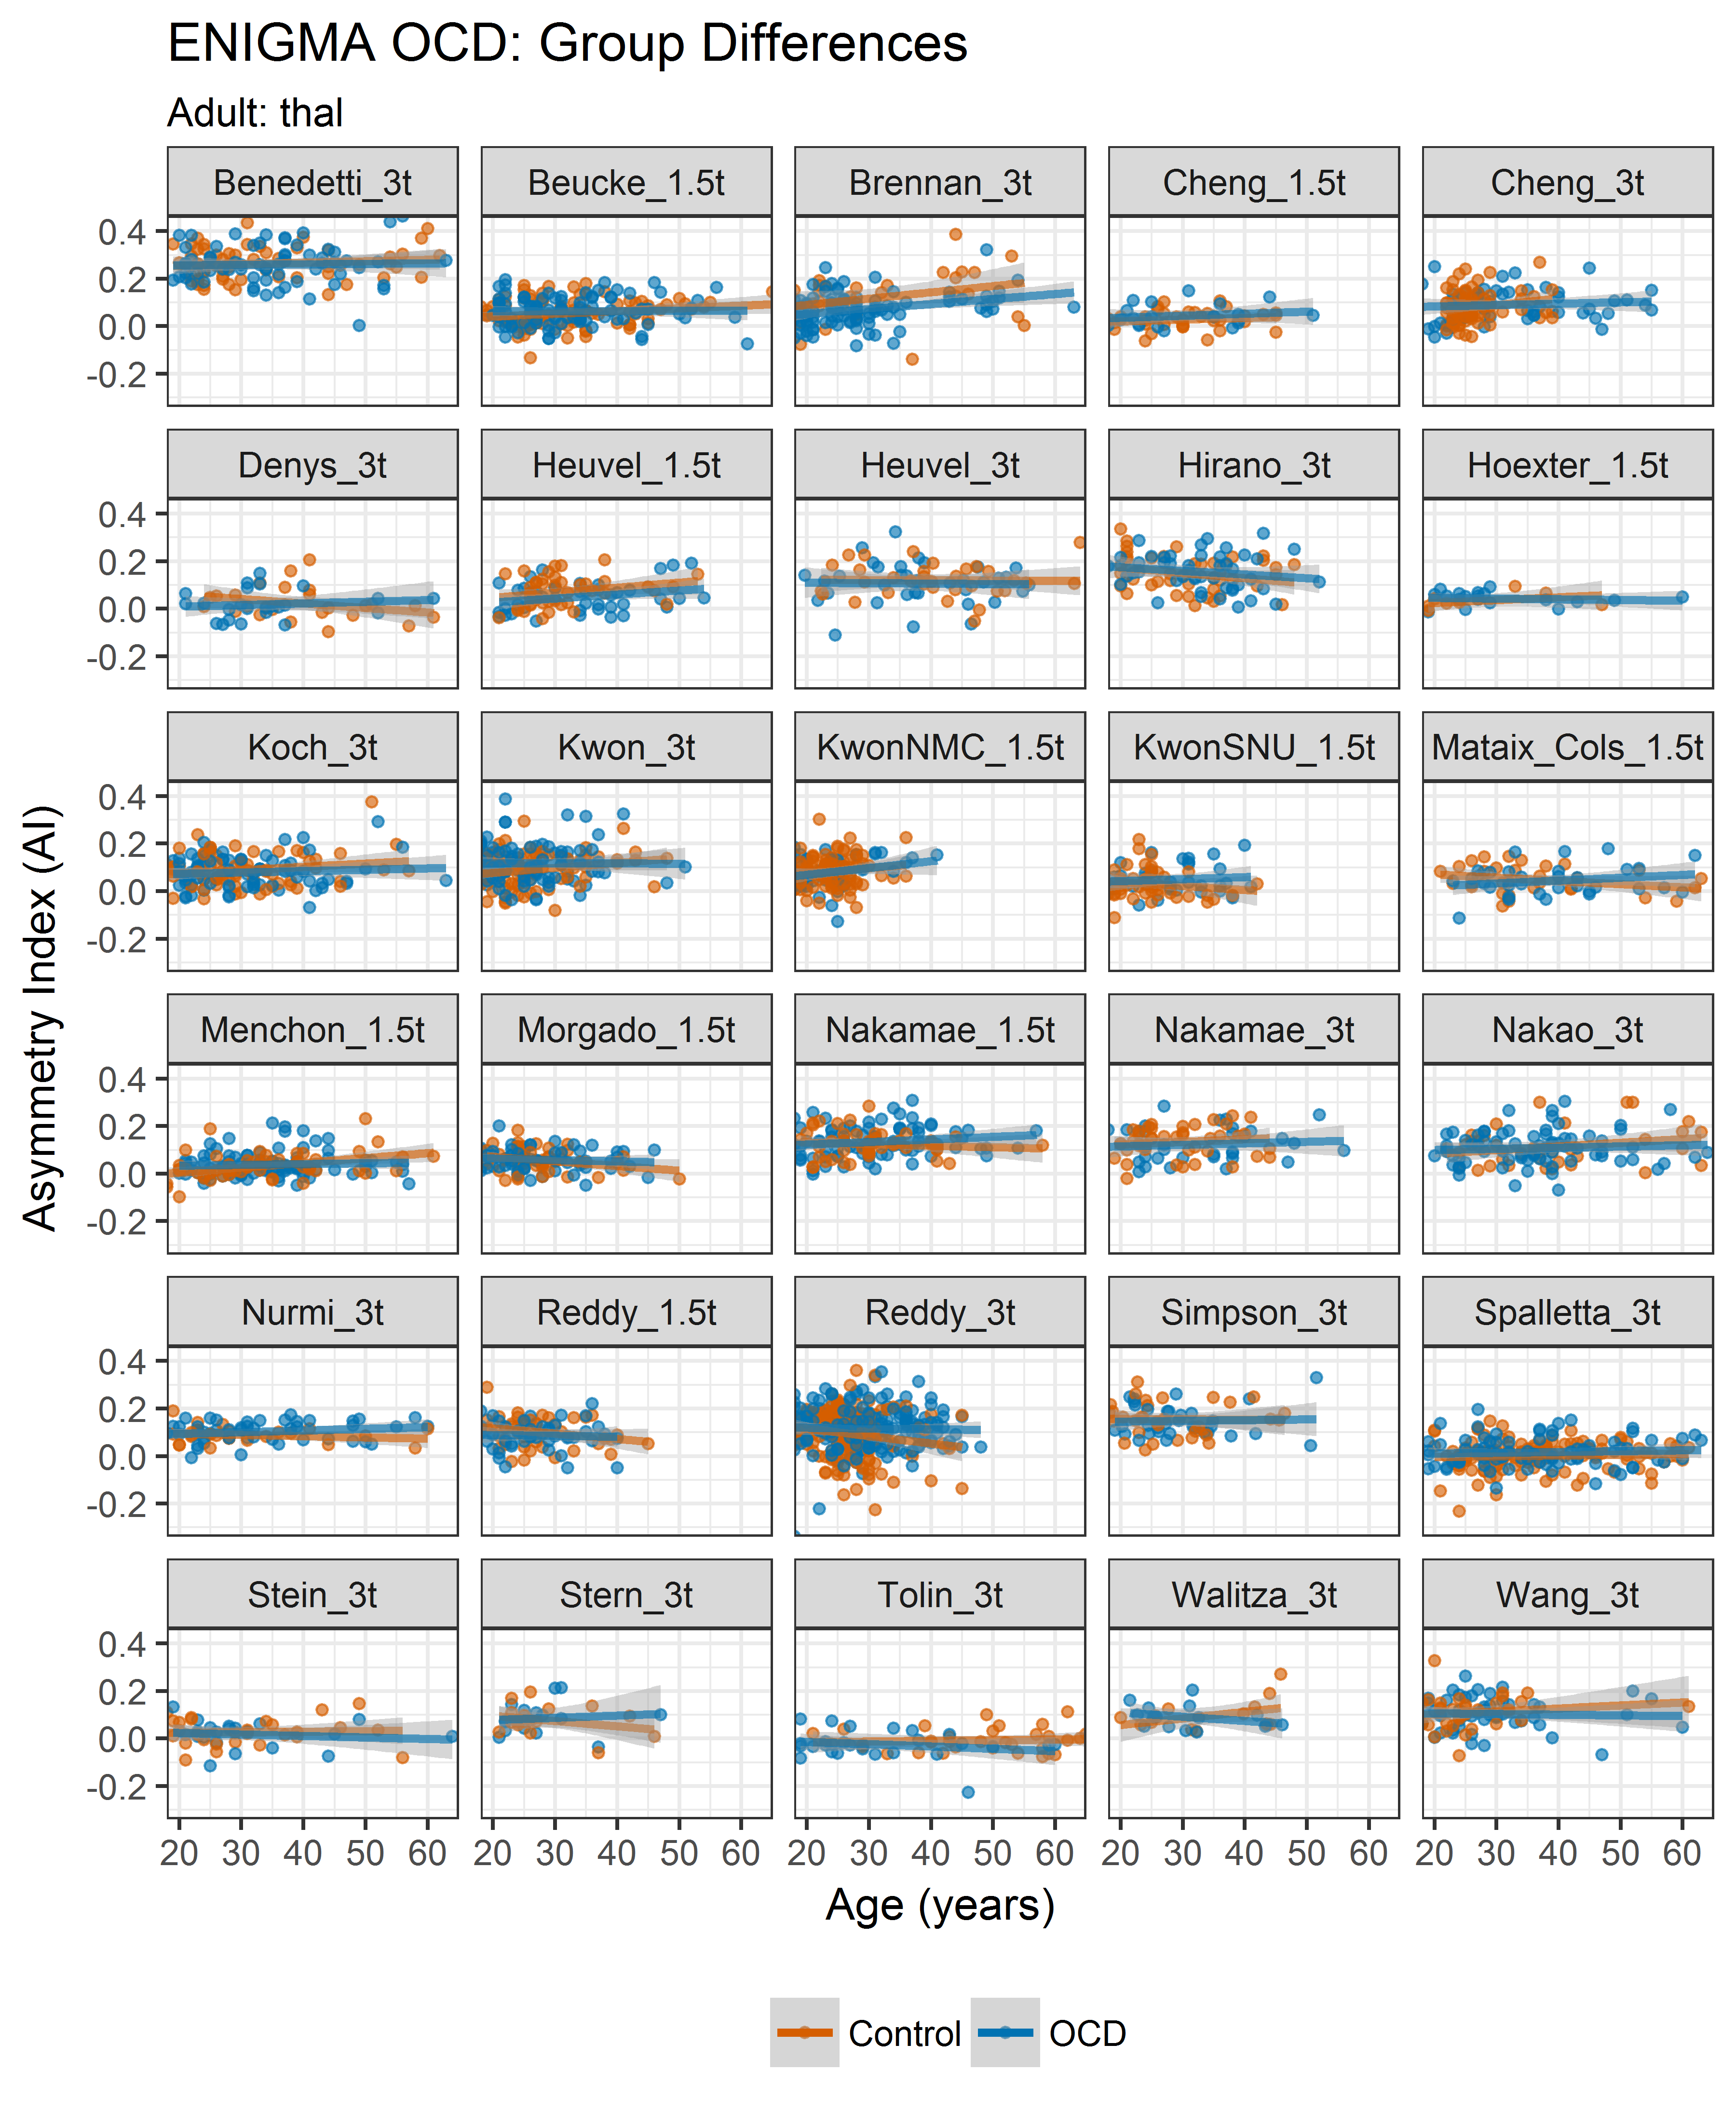 ENIGMA OCD: Group Differences
Adult: thal
Benedetti_3t Beucke_1.5t Brennan_3t Cheng_1.5t Cheng_3t
0.4
0.2
0.0
-0.2
Denys_3t Heuvel_1.5t Heuvel_3t Hirano_3t Hoexter_1.5t
0.4
0.2
0.0
-0.2
Koch_3t Kwon_3t KwonNMC_1.5t KwonSNU_1.5t Mataix_Cols_1.5t
0.4
0.2
0.0
-0.2
Menchon_1.5t Morgado_1.5t Nakamae_1.5t Nakamae_3t Nakao_3t
0.4
0.2
0.0
-0.2
Nurmi_3t Reddy_1.5t Reddy_3t Simpson_3t Spalletta_3t
0.4
0.2
0.0
-0.2
Stein_3t Stern_3t Tolin_3t Walitza_3t Wang_3t
0.4
0.2
0.0
-0.2
20 30 40 50 60 20 30 40 50 60 20 30 40 50 60 20 30 40 50 60 20 30 40 50 60
Asymmetry Index (AI)
Age (years)
Control OCD